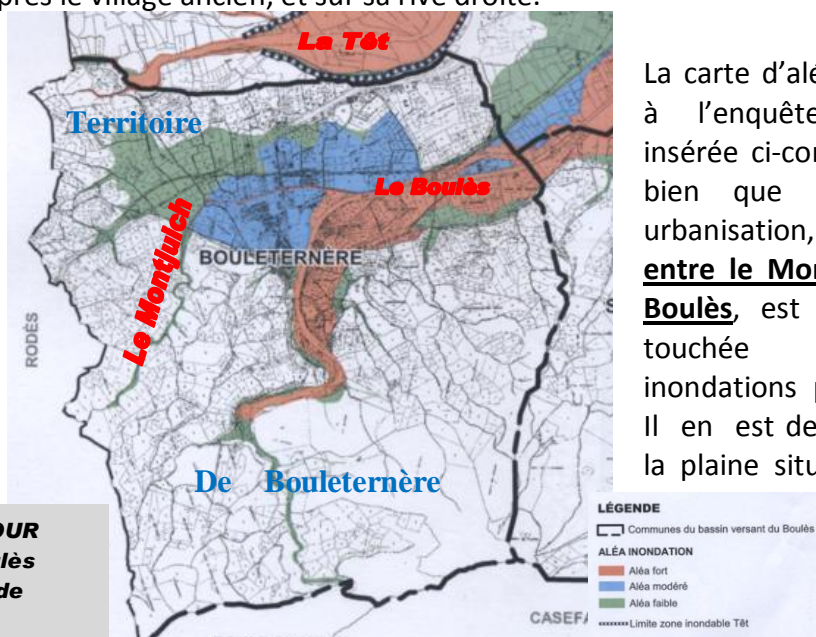 près le village ancien, et sur sa rive droite.
La Têt
Territoire
Le Boulès
Le Montjuich
BOULETERNÈRE
RODÈS
De Bouleternère
CASEFA
La carte d'alé
à l'enquête
insérée ci-con
bien que
urbanisation,
entre le Mon
Boulès, est
touchée
inondations p
Il en est de
la plaine situ
OUR
lès
de
LÉGENDE
Communes du bassin versant du Boulès
ALÉA INONDATION
Aléa fort
Aléa modéré
Aléa faible
Limite zone inondable Têt